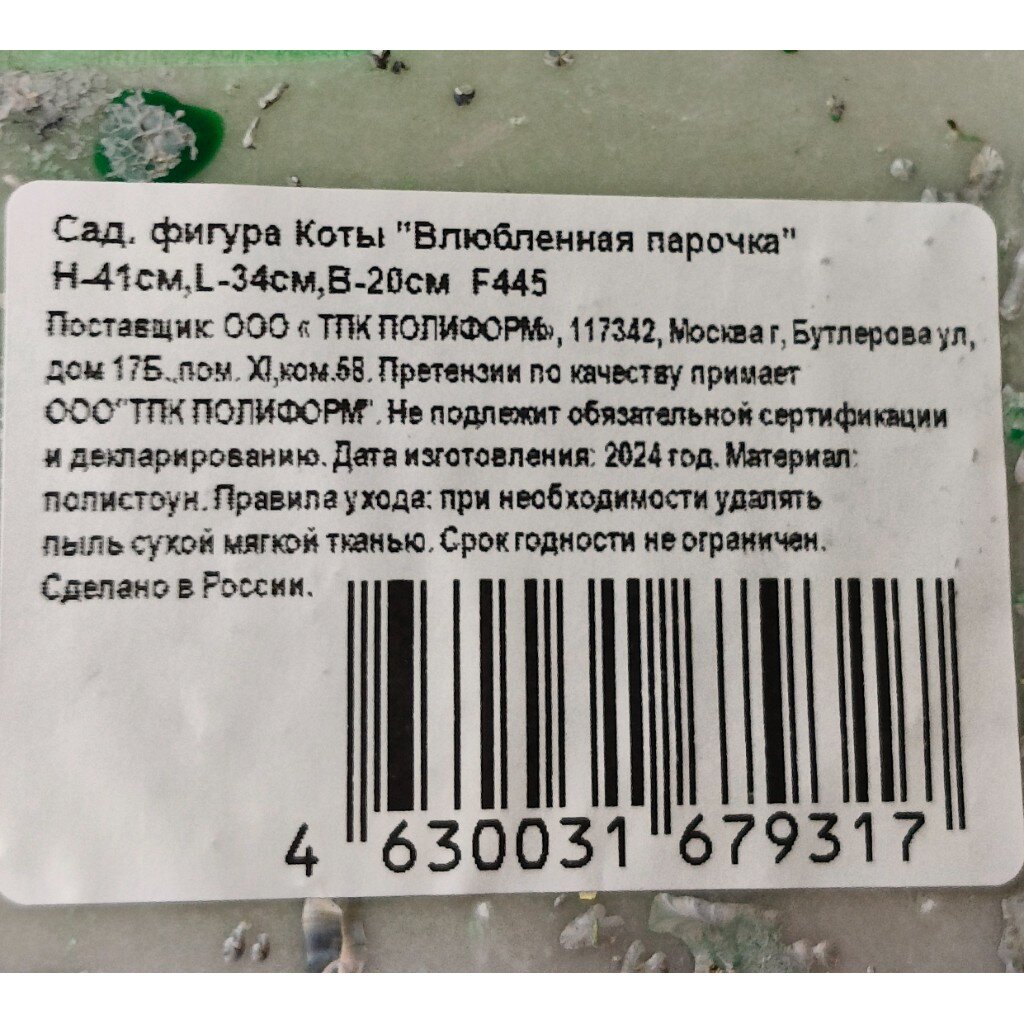 Сад. фигура Коты "Влюбленная парочка"
H-41см,L-34см,B-20см F445
Поставщик: ООО « ТПК ПОЛИФОРМ», 117342, Москва г, Бутлерова ул,
дом 17Б.,пом. XI,ком.68. Претензии по качеству примает
ООО"ТПК ПОЛИФОРМ". Не подлежит обязательной сертификации
и декларированию. Дата изготовления: 2024 год. Материал:
полистоун. Правила ухода: при необходимости удалять
пыль сухой мягкой тканью. Срок годности не ограничен.
Сделано в России.
4 630031 679317